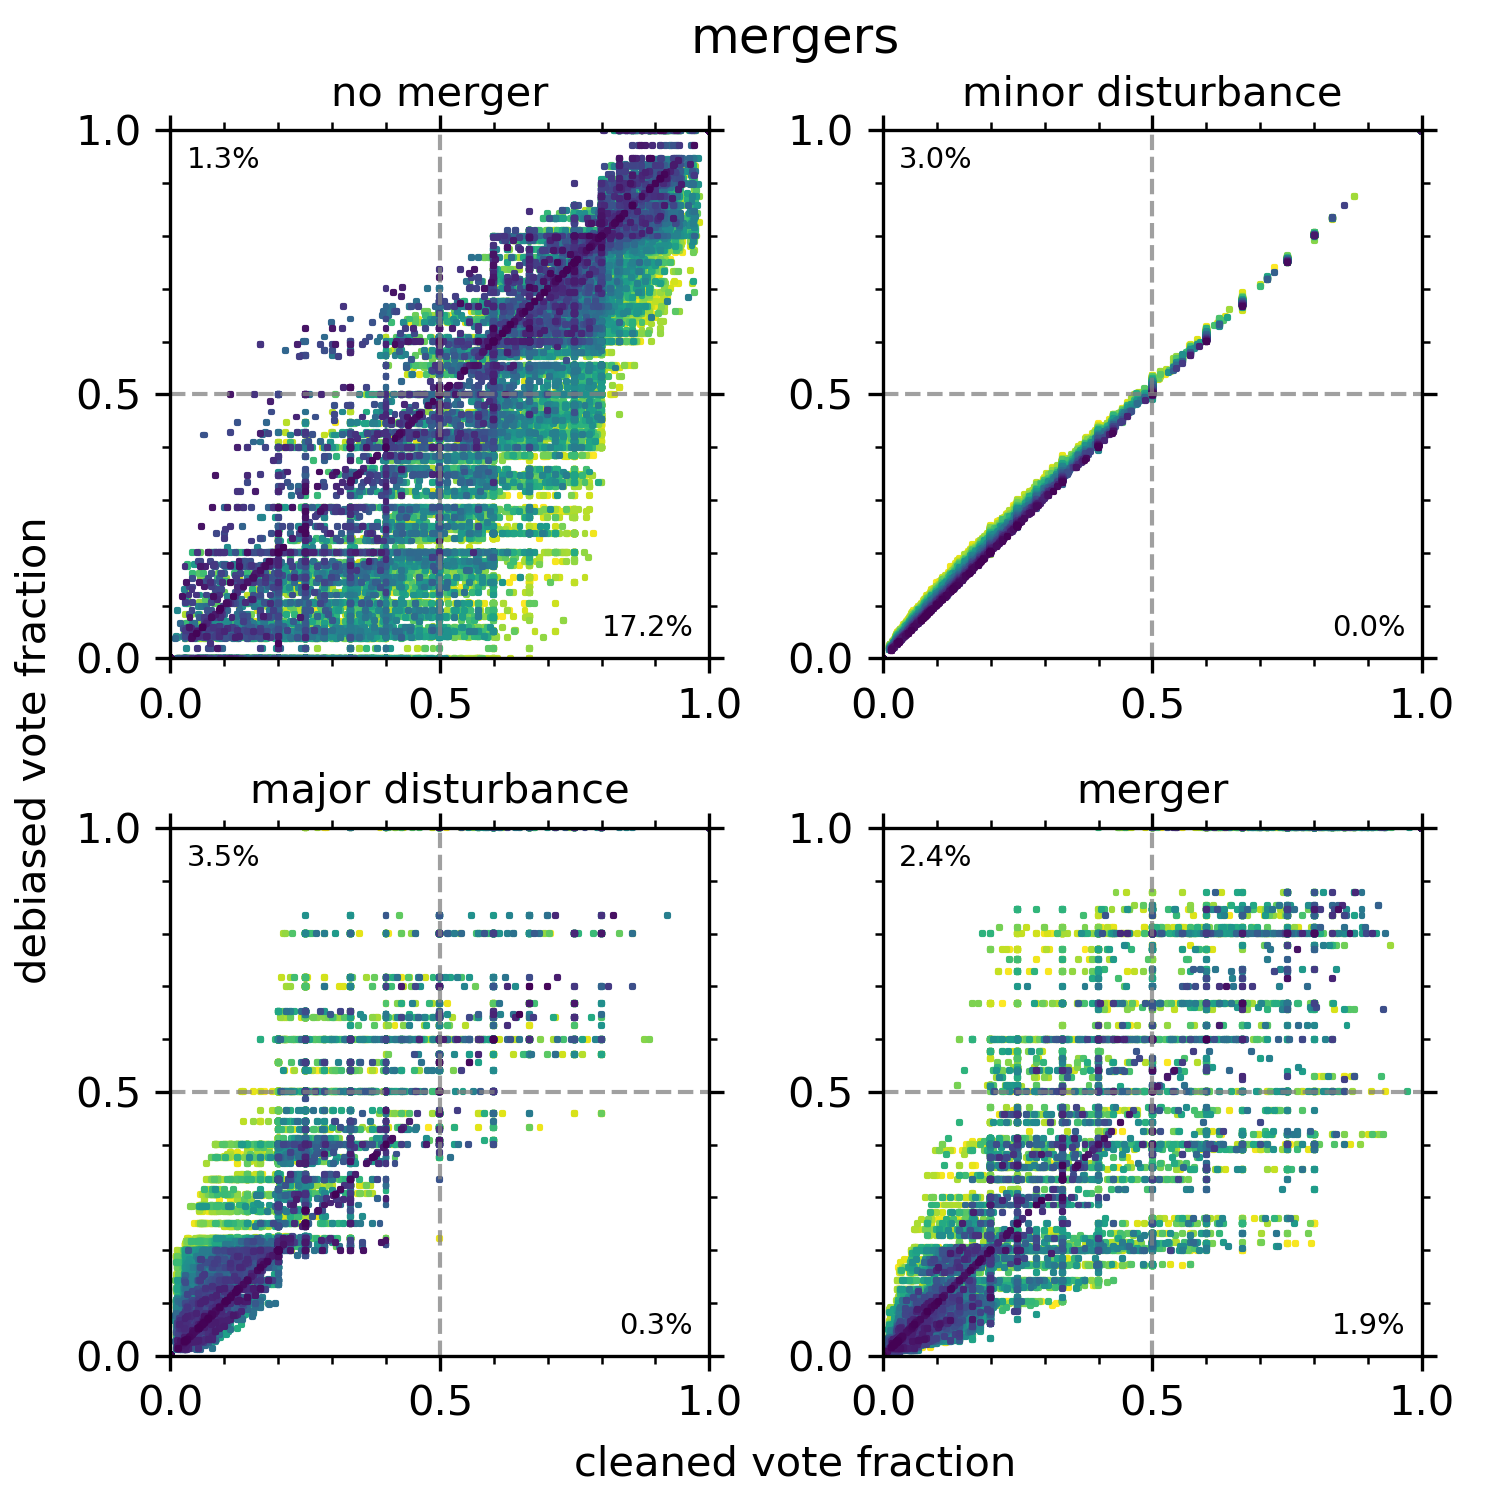 mergers
no merger
minor disturbance
1.0
1.3%
0.5
17.2%
0.0
0.0 0.5 1.0
1.0
3.0%
0.5
0.0%
0.0
0.0 0.5 1.0
debiased vote fraction
major disturbance
merger
1.0
3.5%
0.5
0.3%
0.0
0.0 0.5 1.0
1.0
2.4%
0.5
1.9%
0.0
0.0 0.5 1.0
cleaned vote fraction